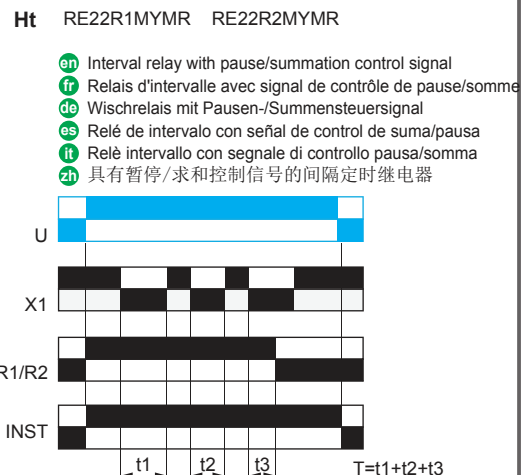 Ht RE22R1MYMR RE22R2MYMR
en Interval relay with pause/summation control signal
fr Relais d'intervalle avec signal de contrôle de pause/somme
de Wischrelais mit Pausen-/Summensteuersignal
es Relé de intervalo con señal de control de suma/pausa
it Relè intervallo con segnale di controllo pausa/somma
zh 具有暂停/求和控制信号的间隔定时继电器
U
X1
R1/R2
INST
t1 t2 t3 T=t1+t2+t3